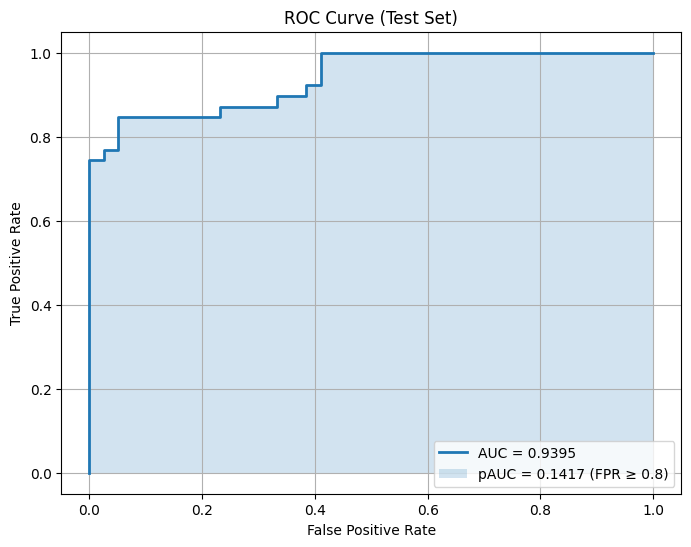 ROC Curve (Test Set)
True Positive Rate
1.0
0.8
0.6
0.4
0.2
0.0
0.0 0.2 0.4 0.6 0.8 1.0
False Positive Rate
AUC = 0.9395
pAUC = 0.1417 (FPR ≥ 0.8)